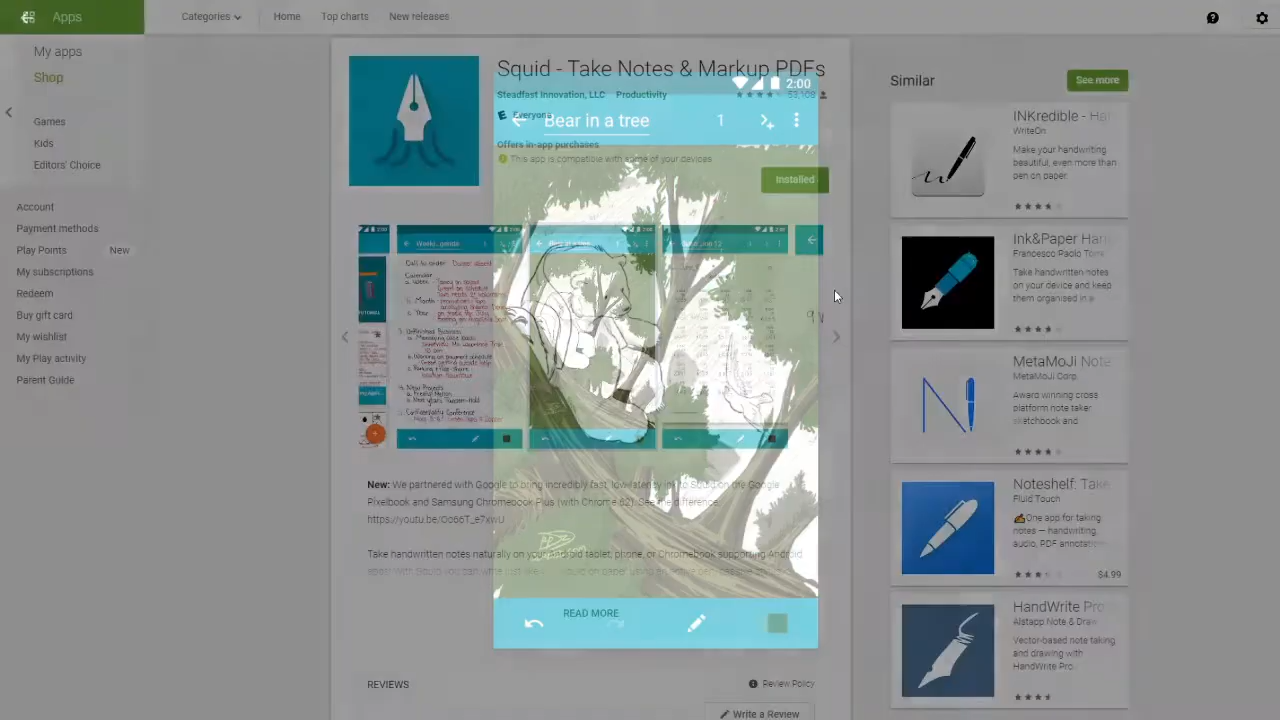 Apps
Categories
Home
Top charts
New releases
My apps
Shop
Games
Kids
Editors' Choice
Account
Payment methods
Play Points
New
My subscriptions
Redeem
Buy gift card
My wishlist
My Play activity
Parent Guide
Squid - Take Notes & Markup PDFs
Steadfast Innovation, LLC
Productivity
2:00
Everyone
Bear in a tree
1
Offers in-app purchases
This app is compatible with some of your devices
Installed
New: We partnered with Google to bring incredibly fast, low-latency ink to Squid on the Google
Pixelbook and Samsung Chromebook Plus (with Chrome 62). See the difference:
https://youtu.be/Oo66T_e7xwU
Take handwritten notes naturally on your Android tablet, phone, or Chromebook supporting Android
READ MORE
REVIEWS
Review Policy
Write a Review
Similar
See more
INKredible - Ha
WriteOn
Make your handwriting
beautiful, even more than
pen on paper.
Ink&Paper Han
Francesco Paolo Torre
Take handwritten notes
on your device and keep
them organised in a
MetaMoJi Note
MetaMoJi Corp.
Award winning cross
platform note taker
sketchbook and
Noteshelf: Take
Fluid Touch
One app for taking
notes — handwriting,
audio, PDF annotation
$4.99
HandWrite Pro
Alstapp Note & Draw
Vector-based note taking
and drawing with
HandWrite Pro.